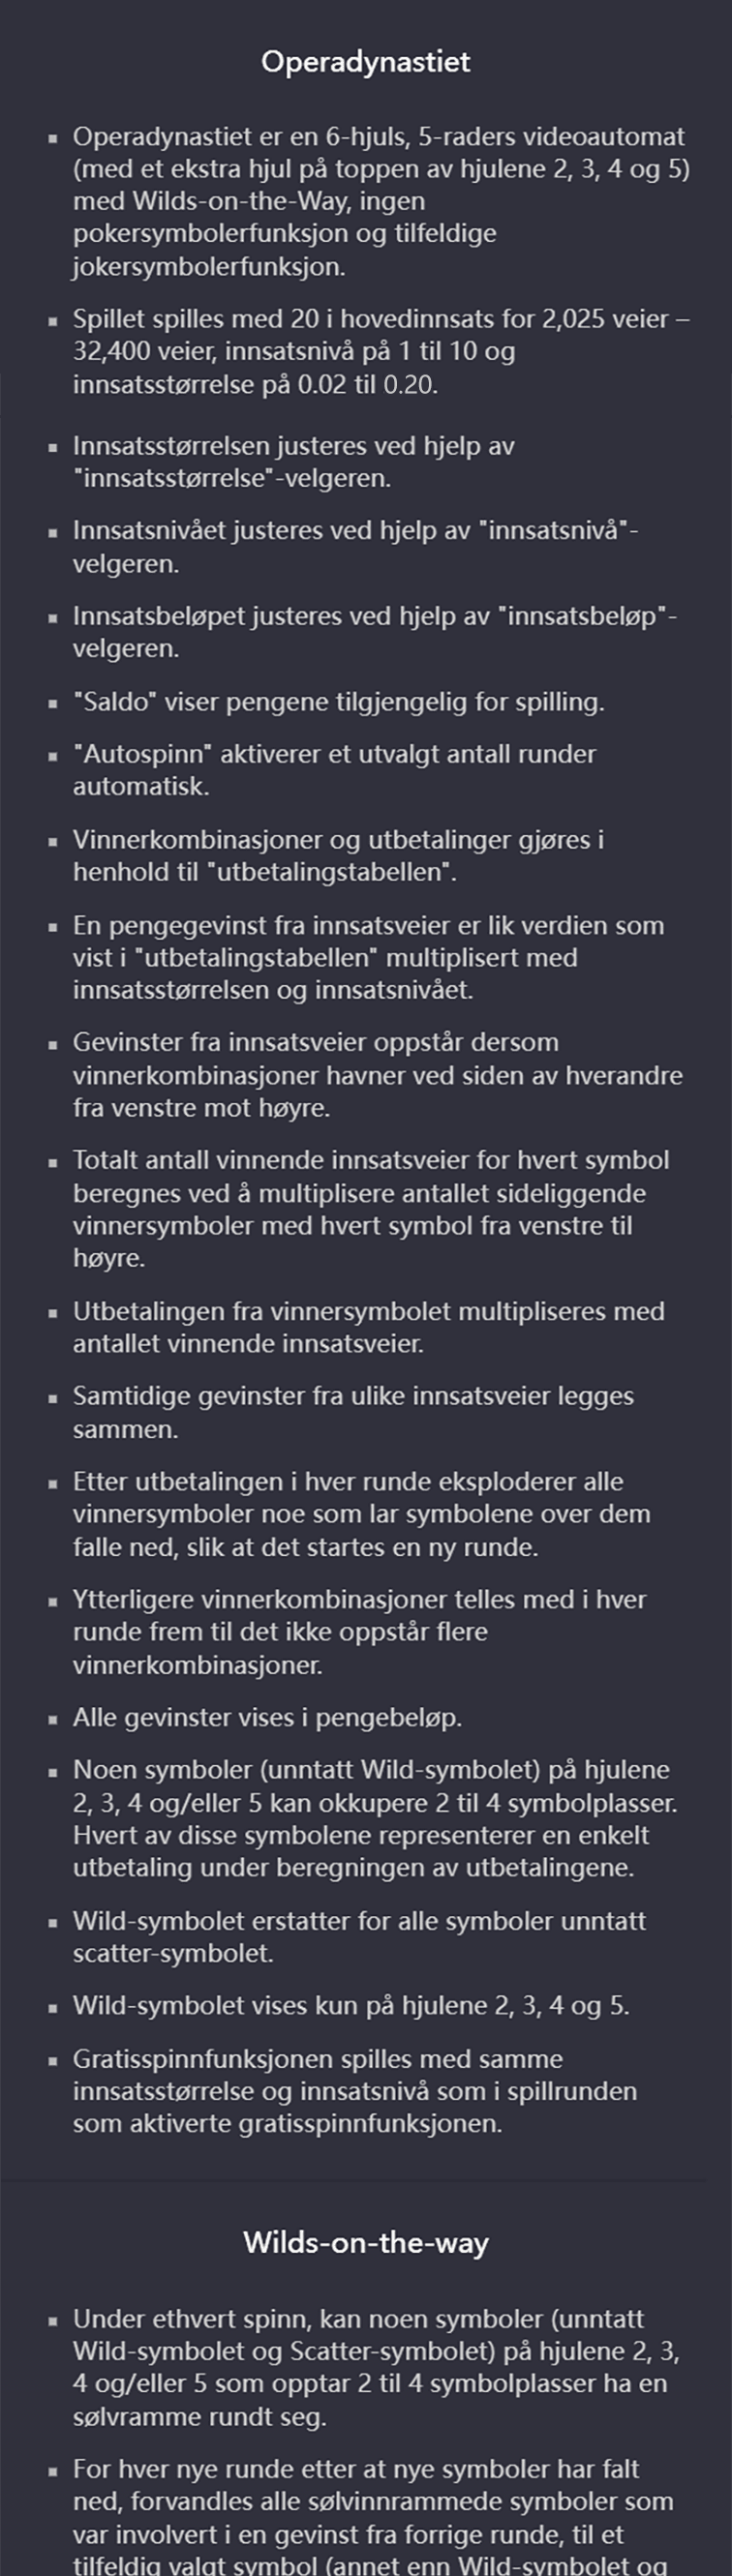 Operadynastiet
▪ Operadynastiet er en 6-hjuls, 5-raders videoautomat
(med et ekstra hjul på toppen av hjulene 2, 3, 4 og 5)
med Wilds-on-the-Way, ingen
pokersymbolerfunksjon og tilfeldige
jokersymbolerfunksjon.
▪ Spillet spilles med 20 i hovedinnsats for 2,025 veier –
32,400 veier, innsatsnivå på 1 til 10 og
innsatsstørrelse på 0.02 til 0.20.
▪ Innsatsstørrelsen justeres ved hjelp av
"innsatsstørrelse"-velgeren.
▪ Innsatsnivået justeres ved hjelp av "innsatsnivå"-
velgeren.
▪ Innsatsbeløpet justeres ved hjelp av "innsatsbeløp"-
velgeren.
▪ "Saldo" viser pengene tilgjengelig for spilling.
▪ "Autospinn" aktiverer et utvalgt antall runder
automatisk.
▪ Vinnerkombinasjoner og utbetalinger gjøres i
henhold til "utbetalingstabellen".
▪ En pengegevinst fra innsatsveier er lik verdien som
vist i "utbetalingstabellen" multiplisert med
innsatsstørrelsen og innsatsnivået.
▪ Gevinster fra innsatsveier oppstår dersom
vinnerkombinasjoner havner ved siden av hverandre
fra venstre mot høyre.
▪ Totalt antall vinnende innsatsveier for hvert symbol
beregnes ved å multiplisere antallet sideliggende
vinnersymboler med hvert symbol fra venstre til
høyre.
▪ Utbetalingen fra vinnersymbolet multipliseres med
antallet vinnende innsatsveier.
▪ Samtidige gevinster fra ulike innsatsveier legges
sammen.
▪ Etter utbetalingen i hver runde eksploderer alle
vinnersymboler noe som lar symbolene over dem
falle ned, slik at det startes en ny runde.
▪ Ytterligere vinnerkombinasjoner telles med i hver
runde frem til det ikke oppstår flere
vinnerkombinasjoner.
▪ Alle gevinster vises i pengebeløp.
▪ Noen symboler (unntatt Wild-symbolet) på hjulene
2, 3, 4 og/eller 5 kan okkupere 2 til 4 symbolplasser.
Hvert av disse symbolene representerer en enkelt
utbetaling under beregningen av utbetalingene.
▪ Wild-symbolet erstatter for alle symboler unntatt
scatter-symbolet.
▪ Wild-symbolet vises kun på hjulene 2, 3, 4 og 5.
▪ Gratisspinnfunksjonen spilles med samme
innsatsstørrelse og innsatsnivå som i spillrunden
som aktiverte gratisspinnfunksjonen.
Wilds-on-the-way
▪ Under ethvert spinn, kan noen symboler (unntatt
Wild-symbolet og Scatter-symbolet) på hjulene 2, 3,
4 og/eller 5 som opptar 2 til 4 symbolplasser ha en
sølvramme rundt seg.
▪ For hver nye runde etter at nye symboler har falt
ned, forvandles alle sølvinnrammede symboler som
var involvert i en gevinst fra forrige runde, til et
tilfeldig valgt symbol (annet enn Wild-symbolet og